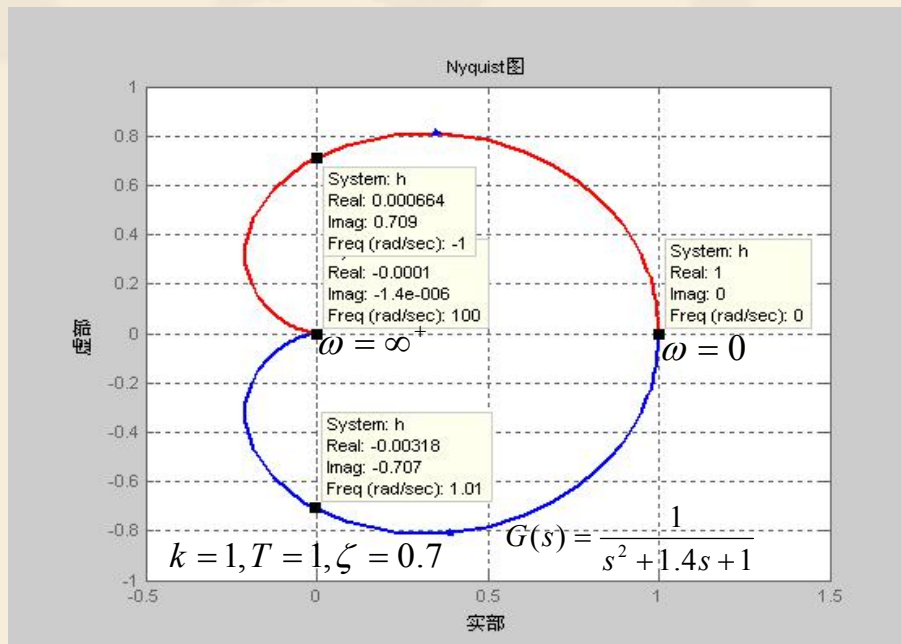 Nyquist图
1
0.8
0.6
0.4
0.2
0
-0.2
-0.4
-0.6
-0.8
-1
虚部
System: h
Real: 0.000664
Imag: 0.709
Freq (rad/sec): -1
Real: -0.0001
Imag: -1.4e-006
Freq (rad/sec): 100
System: h
Real: 1
Imag: 0
Freq (rad/sec): 0
ω = ∞⁺
ω = 0
System: h
Real: -0.00318
Imag: -0.707
Freq (rad/sec): 1.01
k = 1, T = 1, ζ = 0.7
G(s) = 1 / (s² + 1.4s + 1)
-0.5
0
0.5
1
1.5
实部